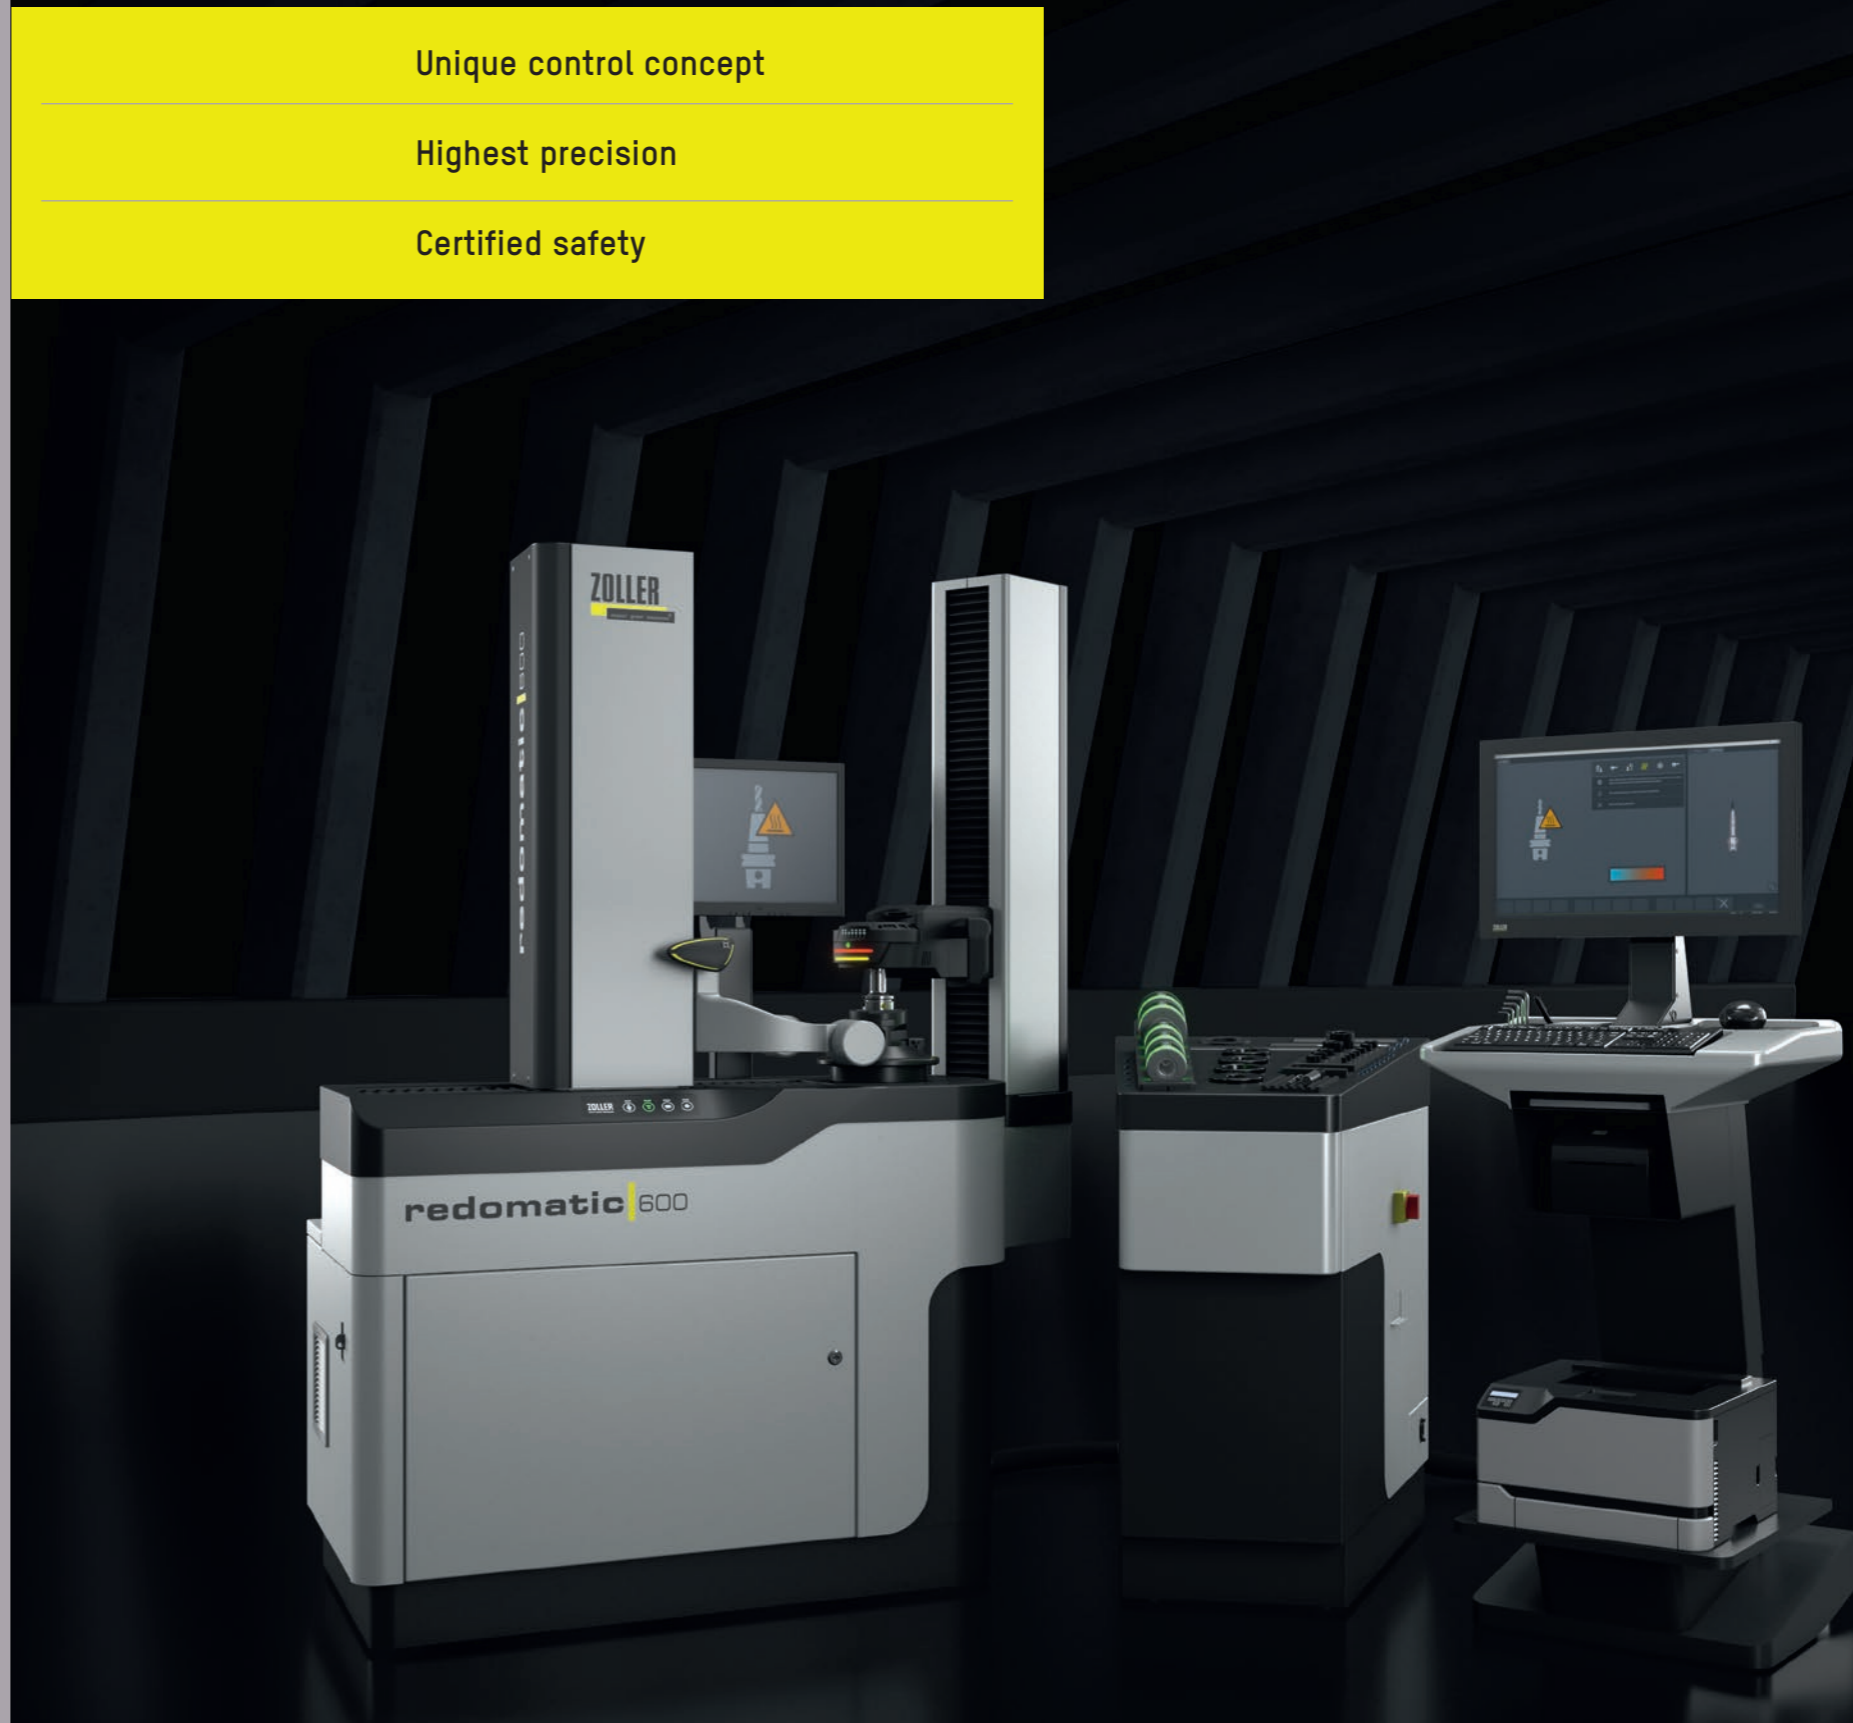 Unique control concept
Highest precision
Certified safety
ZOLLER
redomatic 600
ZOLLER
redomatic 600